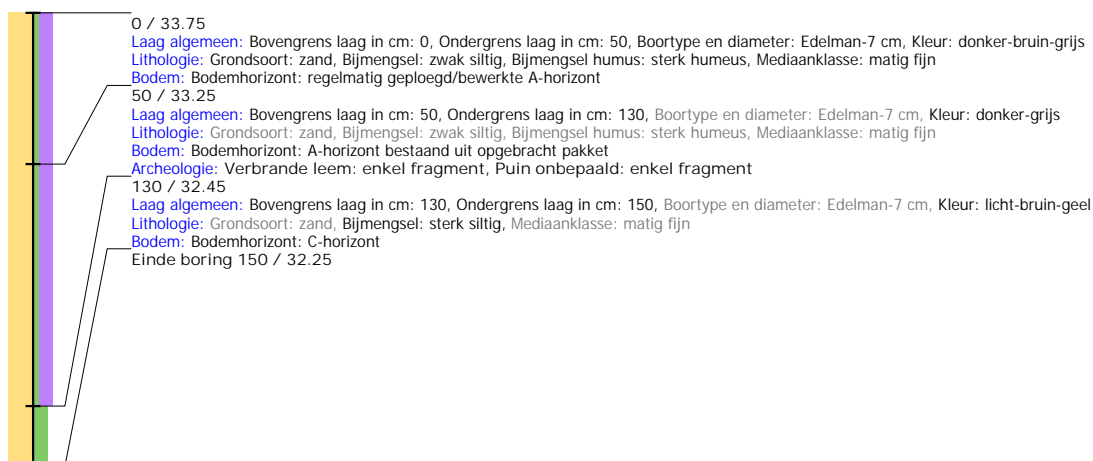 0 / 33.75
Laag algemeen: Bovengrens laag in cm: 0, Ondergrens laag in cm: 50, Boortype en diameter: Edelman-7 cm, Kleur: donker-bruin-grijs
Lithologie: Grondsoort: zand, Bijmengsel: zwak siltig, Bijmengsel humus: sterk humeus, Mediaanklasse: matig fijn
Bodem: Bodemhorizont: regelmatig geploegd/bewerkte A-horizont
50 / 33.25
Laag algemeen: Bovengrens laag in cm: 50, Ondergrens laag in cm: 130, Boortype en diameter: Edelman-7 cm, Kleur: donker-grijs
Lithologie: Grondsoort: zand, Bijmengsel: zwak siltig, Bijmengsel humus: sterk humeus, Mediaanklasse: matig fijn
Bodem: Bodemhorizont: A-horizont bestaand uit opgebracht pakket
Archeologie: Verbrande leem: enkel fragment, Puin onbepaald: enkel fragment
130 / 32.45
Laag algemeen: Bovengrens laag in cm: 130, Ondergrens laag in cm: 150, Boortype en diameter: Edelman-7 cm, Kleur: licht-bruin-geel
Lithologie: Grondsoort: zand, Bijmengsel: sterk siltig, Mediaanklasse: matig fijn
Bodem: Bodemhorizont: C-horizont
Einde boring 150 / 32.25